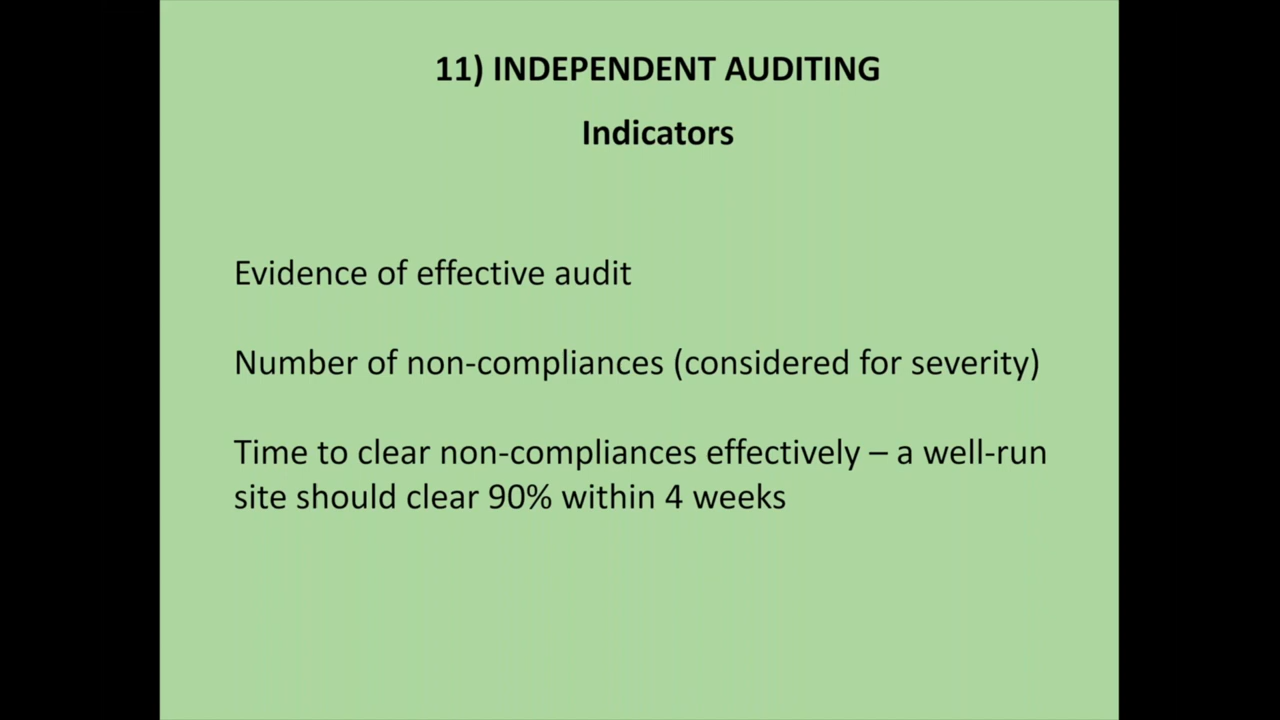 11) INDEPENDENT AUDITING
Indicators
Evidence of effective audit
Number of non-compliances (considered for severity)
Time to clear non-compliances effectively – a well-run
site should clear 90% within 4 weeks